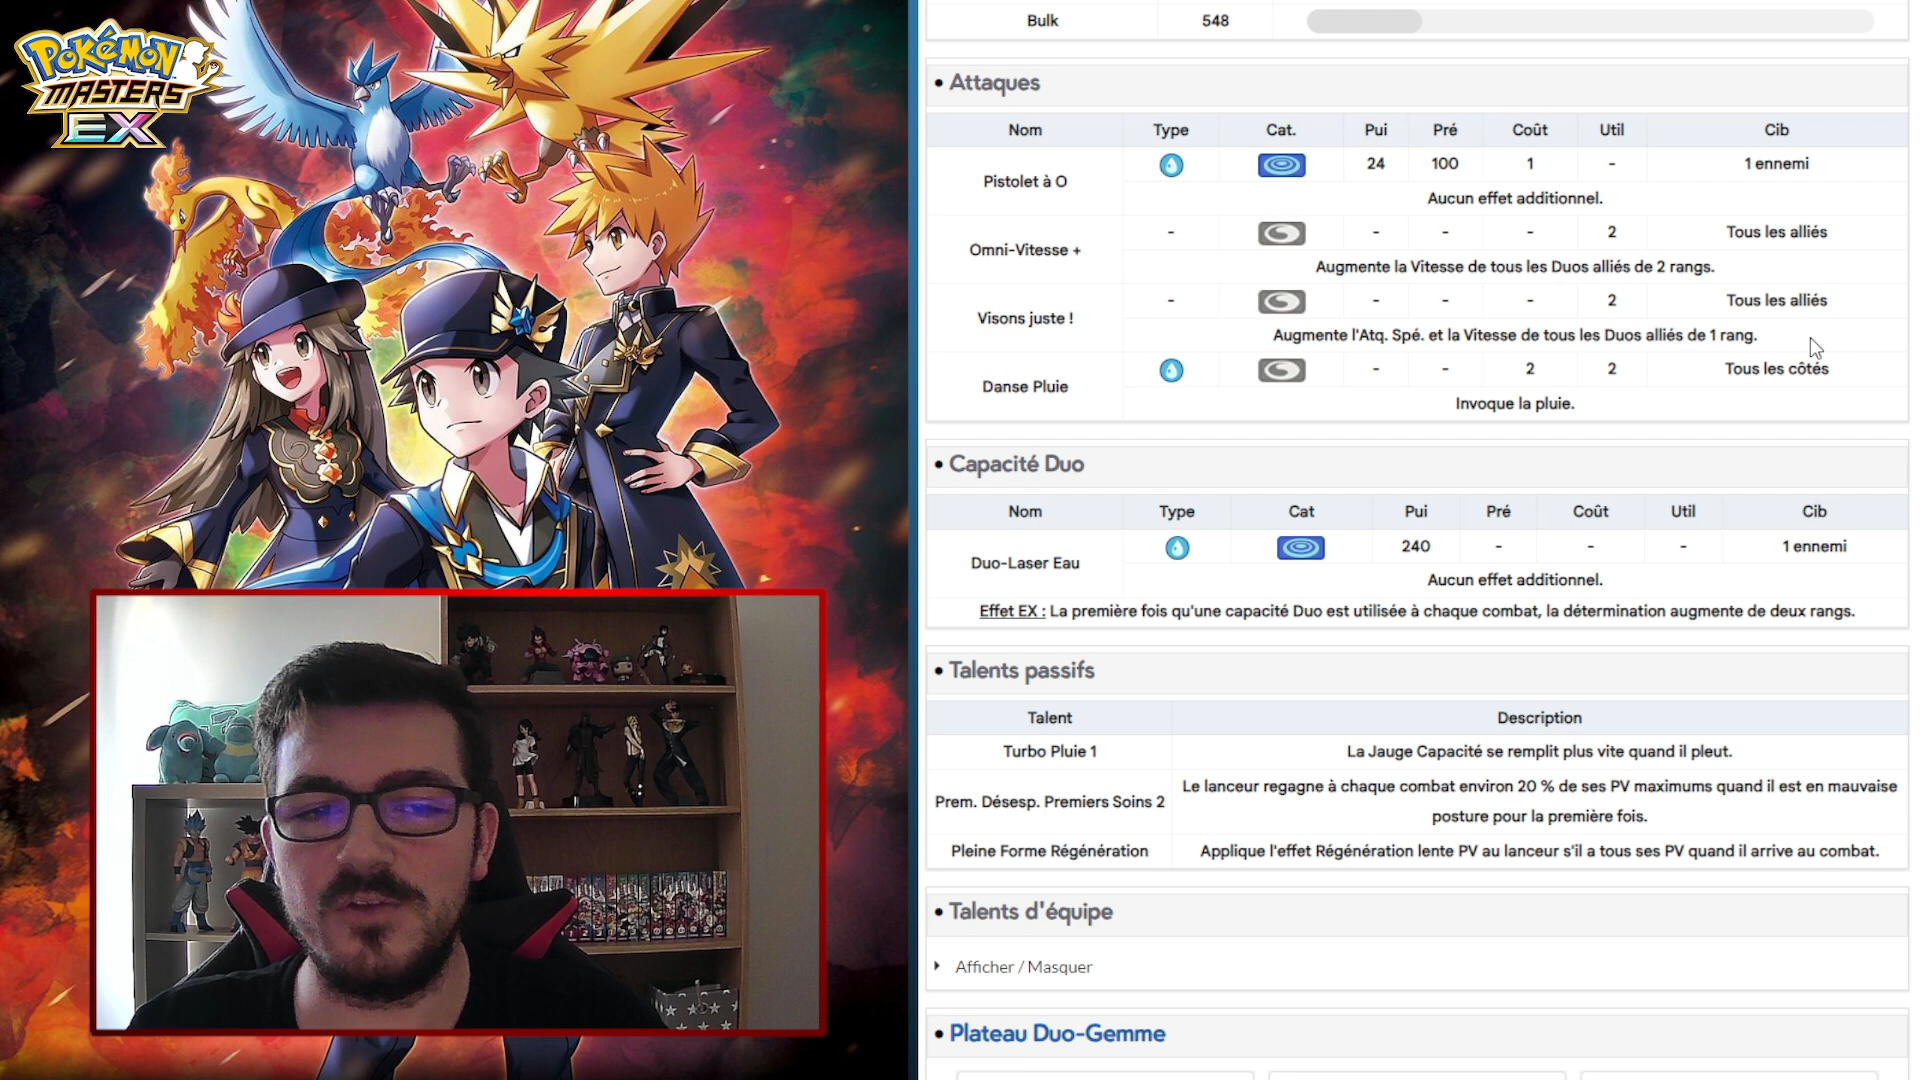 POKÉMON
MASTERS
EX
Bulk 548
• Attaques
Nom Type Cat. Pui Pré Coût Util Cib
Pistolet à O 24 100 1 - 1 ennemi
Aucun effet additionnel.
Omni-Vitesse + - - - - 2 Tous les alliés
Augmente la Vitesse de tous les Duos alliés de 2 rangs.
Visons juste ! - - - - 2 Tous les alliés
Augmente l'Atq. Spé. et la Vitesse de tous les Duos alliés de 1 rang.
Danse Pluie - - 2 2 Tous les côtés
Invoque la pluie.
• Capacité Duo
Nom Type Cat Pui Pré Coût Util Cib
Duo-Laser Eau 240 - - - 1 ennemi
Aucun effet additionnel.
Effet EX : La première fois qu'une capacité Duo est utilisée à chaque combat, la détermination augmente de deux rangs.
• Talents passifs
Talent Description
Turbo Pluie 1 La Jauge Capacité se remplit plus vite quand il pleut.
Prem. Désesp. Premiers Soins 2 Le lanceur regagne à chaque combat environ 20 % de ses PV maximums quand il est en mauvaise
posture pour la première fois.
Pleine Forme Régénération Applique l'effet Régénération lente PV au lanceur s'il a tous ses PV quand il arrive au combat.
• Talents d'équipe
Afficher / Masquer
• Plateau Duo-Gemme